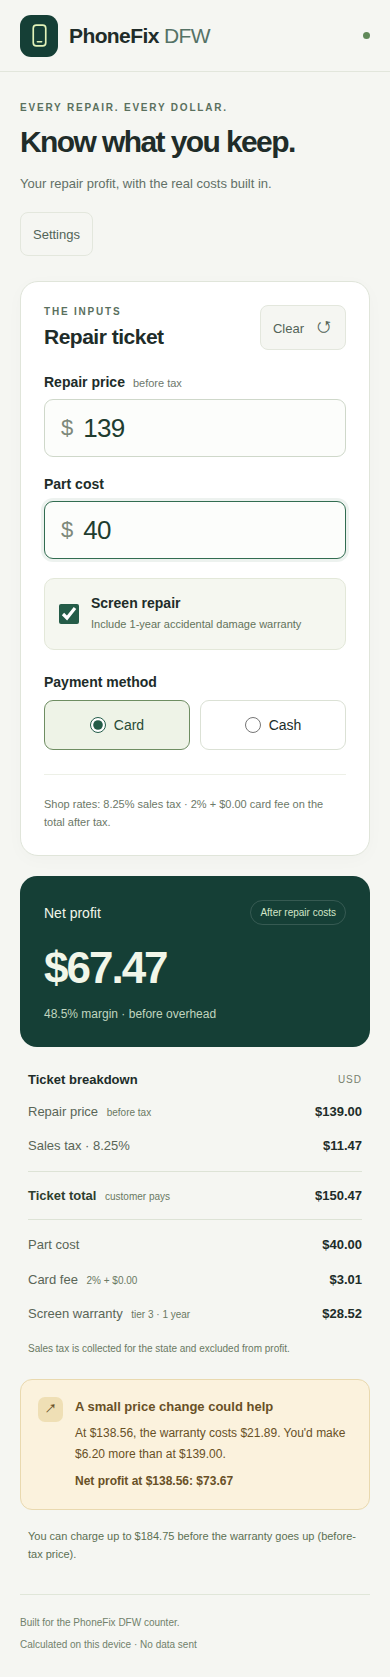 PhoneFix DFW
EVERY REPAIR. EVERY DOLLAR.
Know what you keep.
Your repair profit, with the real costs built in.
Settings
THE INPUTS
Repair ticket
Clear
Repair price before tax
$ 139
Part cost
$ 40
Screen repair
Include 1-year accidental damage warranty
Payment method
Card
Cash
Shop rates: 8.25% sales tax · 2% + $0.00 card fee on the
total after tax.
Net profit
After repair costs
$67.47
48.5% margin · before overhead
Ticket breakdown USD
Repair price before tax $139.00
Sales tax · 8.25% $11.47
Ticket total customer pays $150.47
Part cost $40.00
Card fee 2% + $0.00 $3.01
Screen warranty tier 3 · 1 year $28.52
Sales tax is collected for the state and excluded from profit.
A small price change could help
At $138.56, the warranty costs $21.89. You'd make
$6.20 more than at $139.00.
Net profit at $138.56: $73.67
You can charge up to $184.75 before the warranty goes up (before-
tax price).
Built for the PhoneFix DFW counter.
Calculated on this device · No data sent